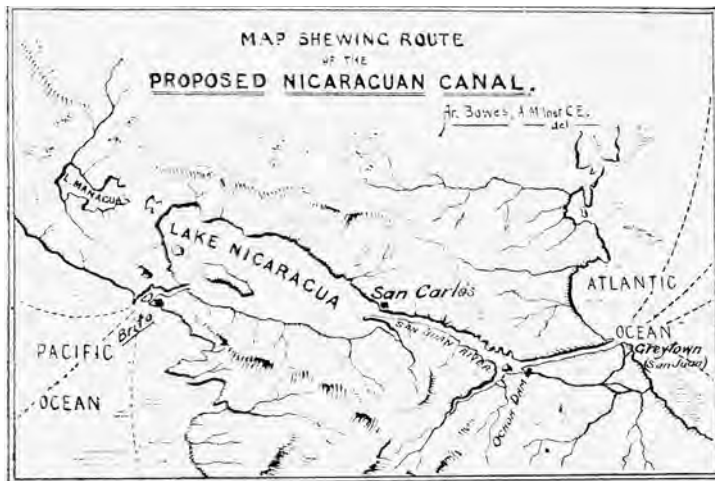 MAP SHEWING ROUTE
OF THE
PROPOSED NICARAGUAN CANAL.
Ar. Bowes, A.M.Inst.C.E.
del
L. MANAGUA
LAKE NICARAGUA
San Carlos
SAN JUAN RIVER
ATLANTIC
OCEAN
Greytown
(San Juan)
Brito
PACIFIC
OCEAN
OCHOA DAM